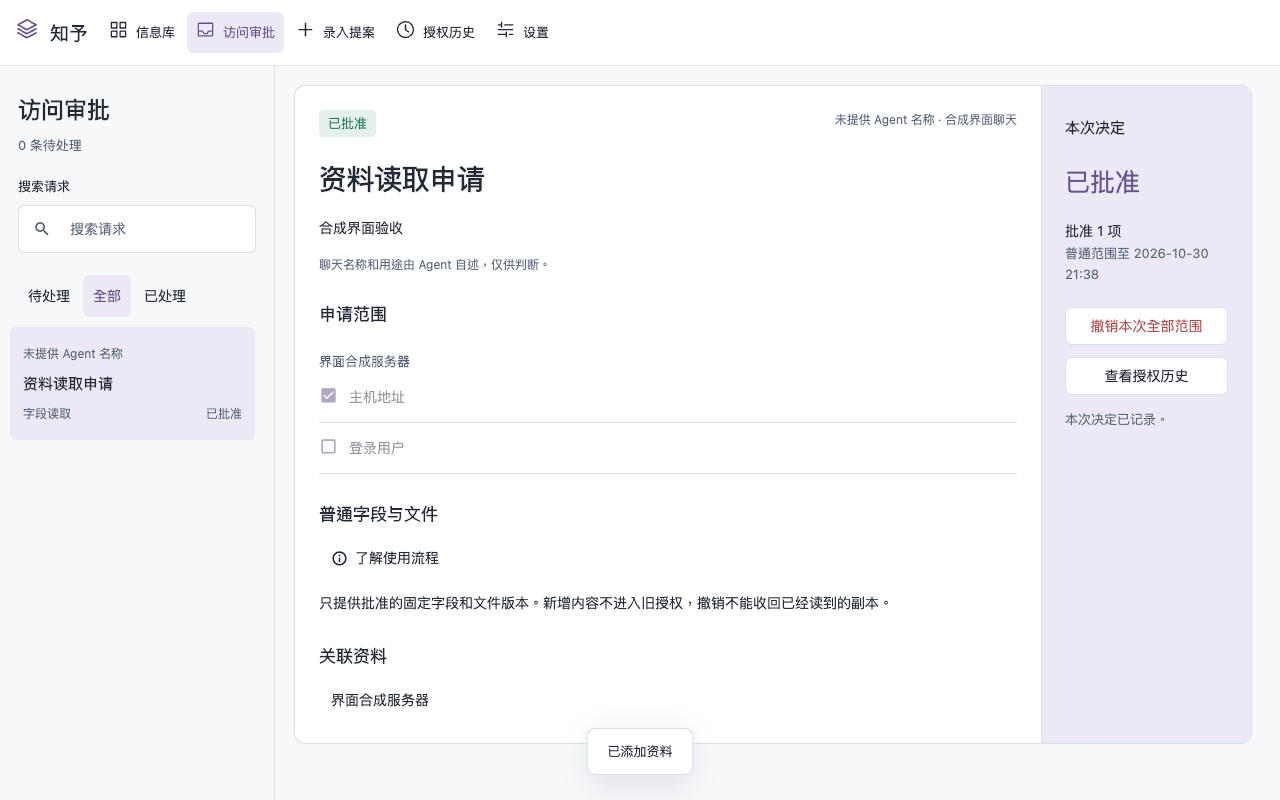 知予
信息库
访问审批
录入提案
授权历史
设置
访问审批
0 条待处理
搜索请求
搜索请求
待处理
全部
已处理
未提供 Agent 名称
资料读取申请
字段读取
已批准
已批准
未提供 Agent 名称 · 合成界面聊天
资料读取申请
合成界面验收
聊天名称和用途由 Agent 自述，仅供判断。
申请范围
界面合成服务器
主机地址
登录用户
普通字段与文件
了解使用流程
只提供批准的固定字段和文件版本。新增内容不进入旧授权，撤销不能收回已经读到的副本。
关联资料
界面合成服务器
本次决定
已批准
批准 1 项
普通范围至 2026-10-30
21:38
撤销本次全部范围
查看授权历史
本次决定已记录。
已添加资料